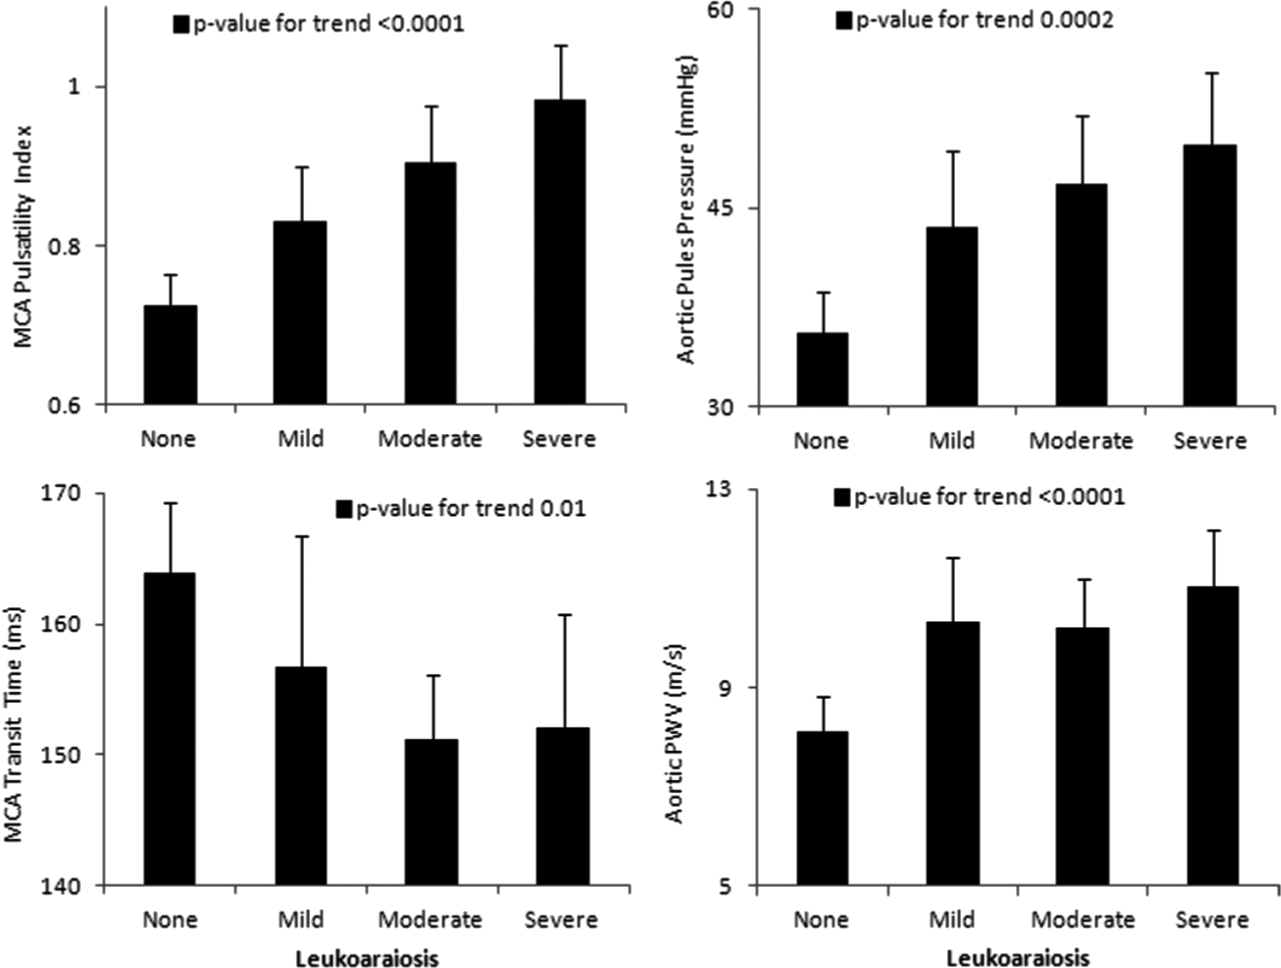 p-value for trend <0.0001
MCA Pulsatility Index
1
0.8
0.6
None Mild Moderate Severe
p-value for trend 0.0002
Aortic Pules Pressure (mmHg)
60
45
30
None Mild Moderate Severe
p-value for trend 0.01
MCA Transit Time (ms)
170
160
150
140
None Mild Moderate Severe
Leukoaraiosis
p-value for trend <0.0001
Aortic PWV (m/s)
13
9
5
None Mild Moderate Severe
Leukoaraiosis